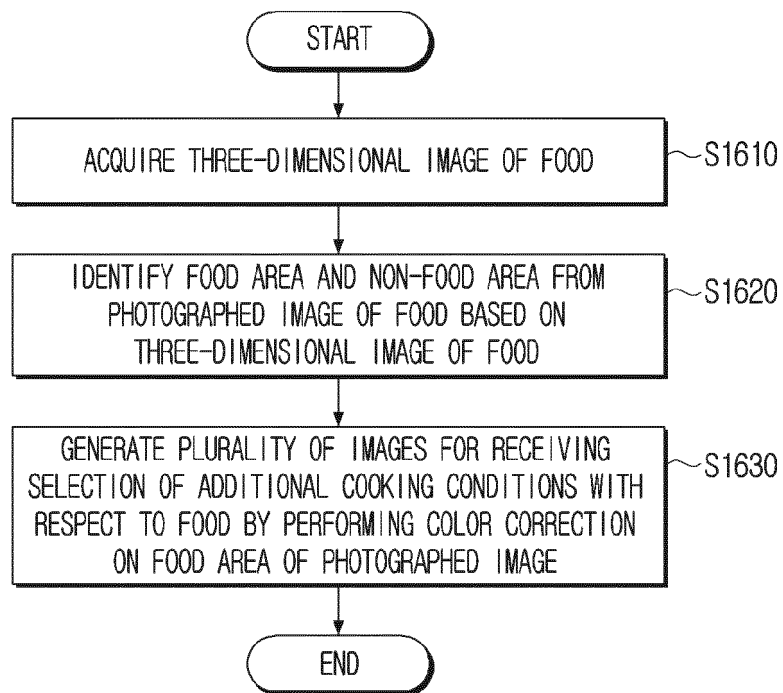 START
ACQUIRE THREE-DIMENSIONAL IMAGE OF FOOD
S1610
IDENTIFY FOOD AREA AND NON-FOOD AREA FROM
PHOTOGRAPHED IMAGE OF FOOD BASED ON
THREE-DIMENSIONAL IMAGE OF FOOD
S1620
GENERATE PLURALITY OF IMAGES FOR RECEIVING
SELECTION OF ADDITIONAL COOKING CONDITIONS WITH
RESPECT TO FOOD BY PERFORMING COLOR CORRECTION
ON FOOD AREA OF PHOTOGRAPHED IMAGE
S1630
END